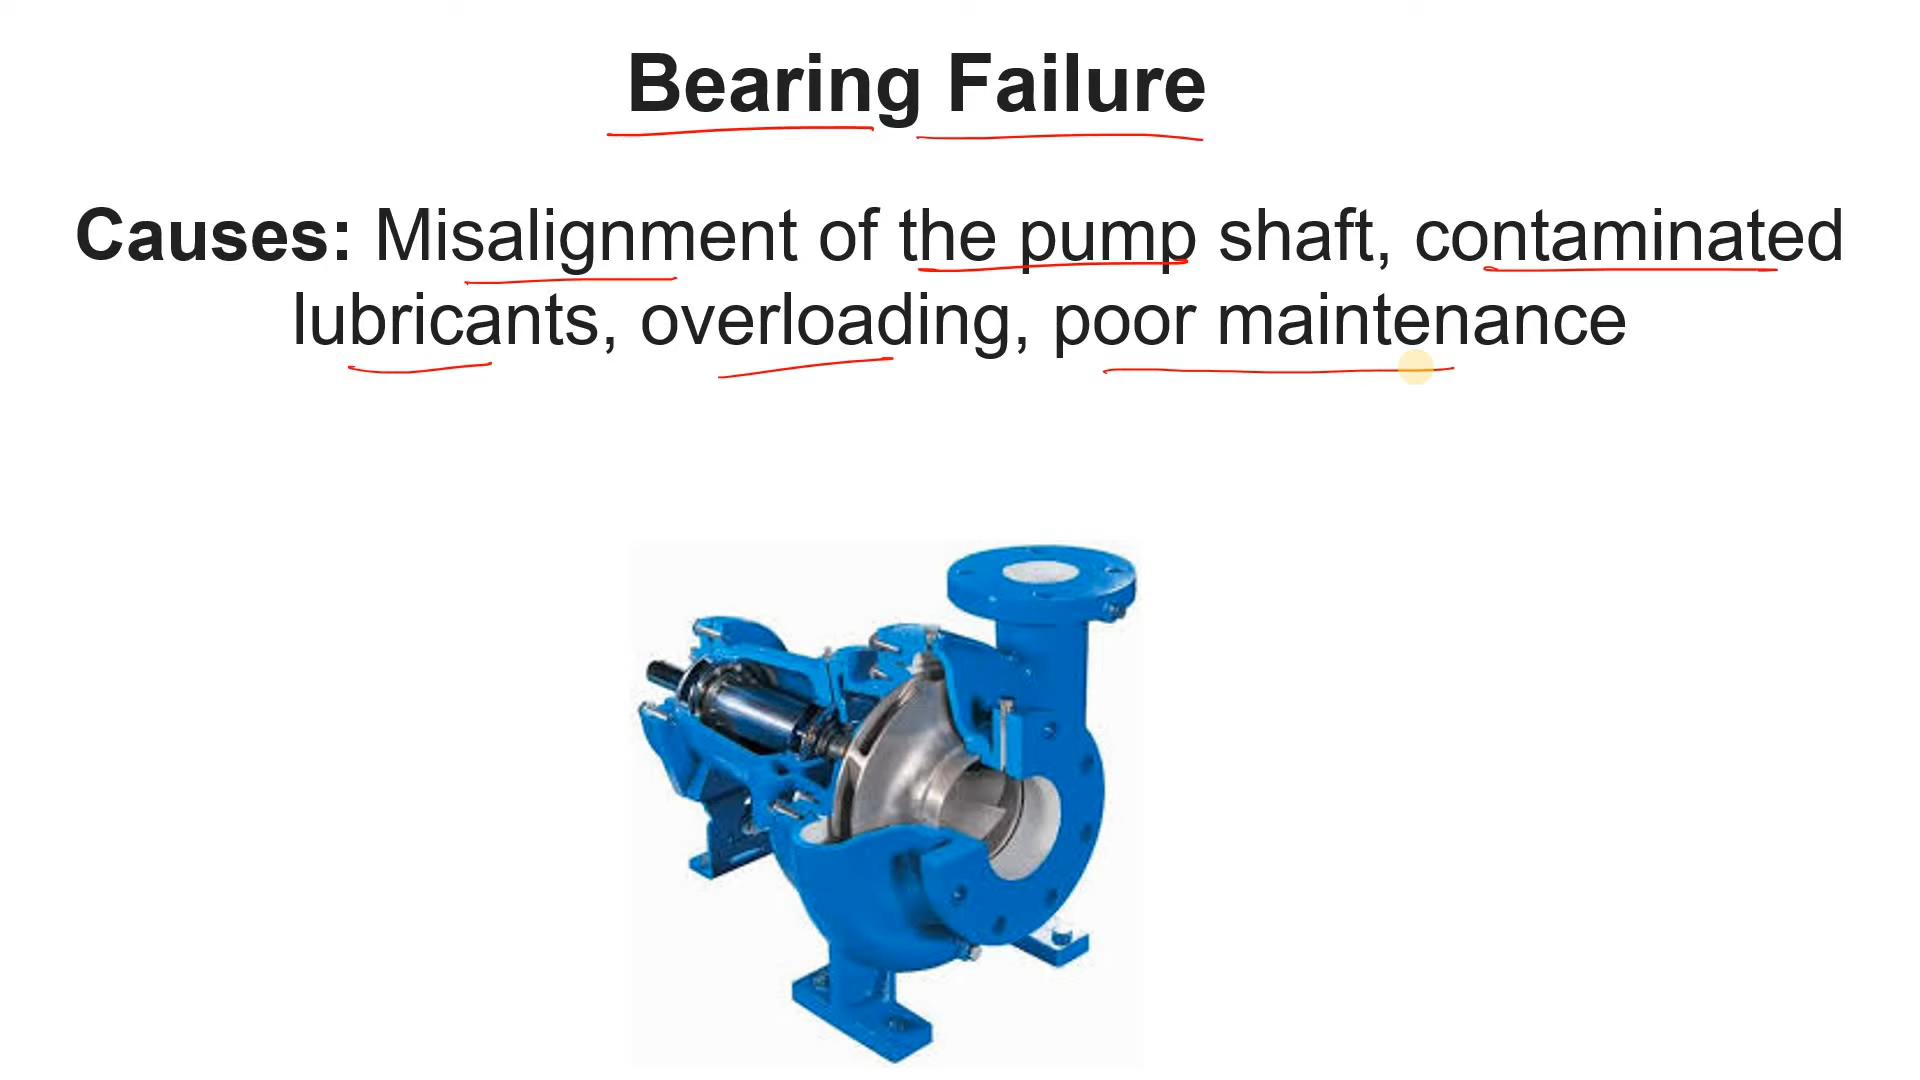 Bearing Failure
Causes: Misalignment of the pump shaft, contaminated
lubricants, overloading, poor maintenance